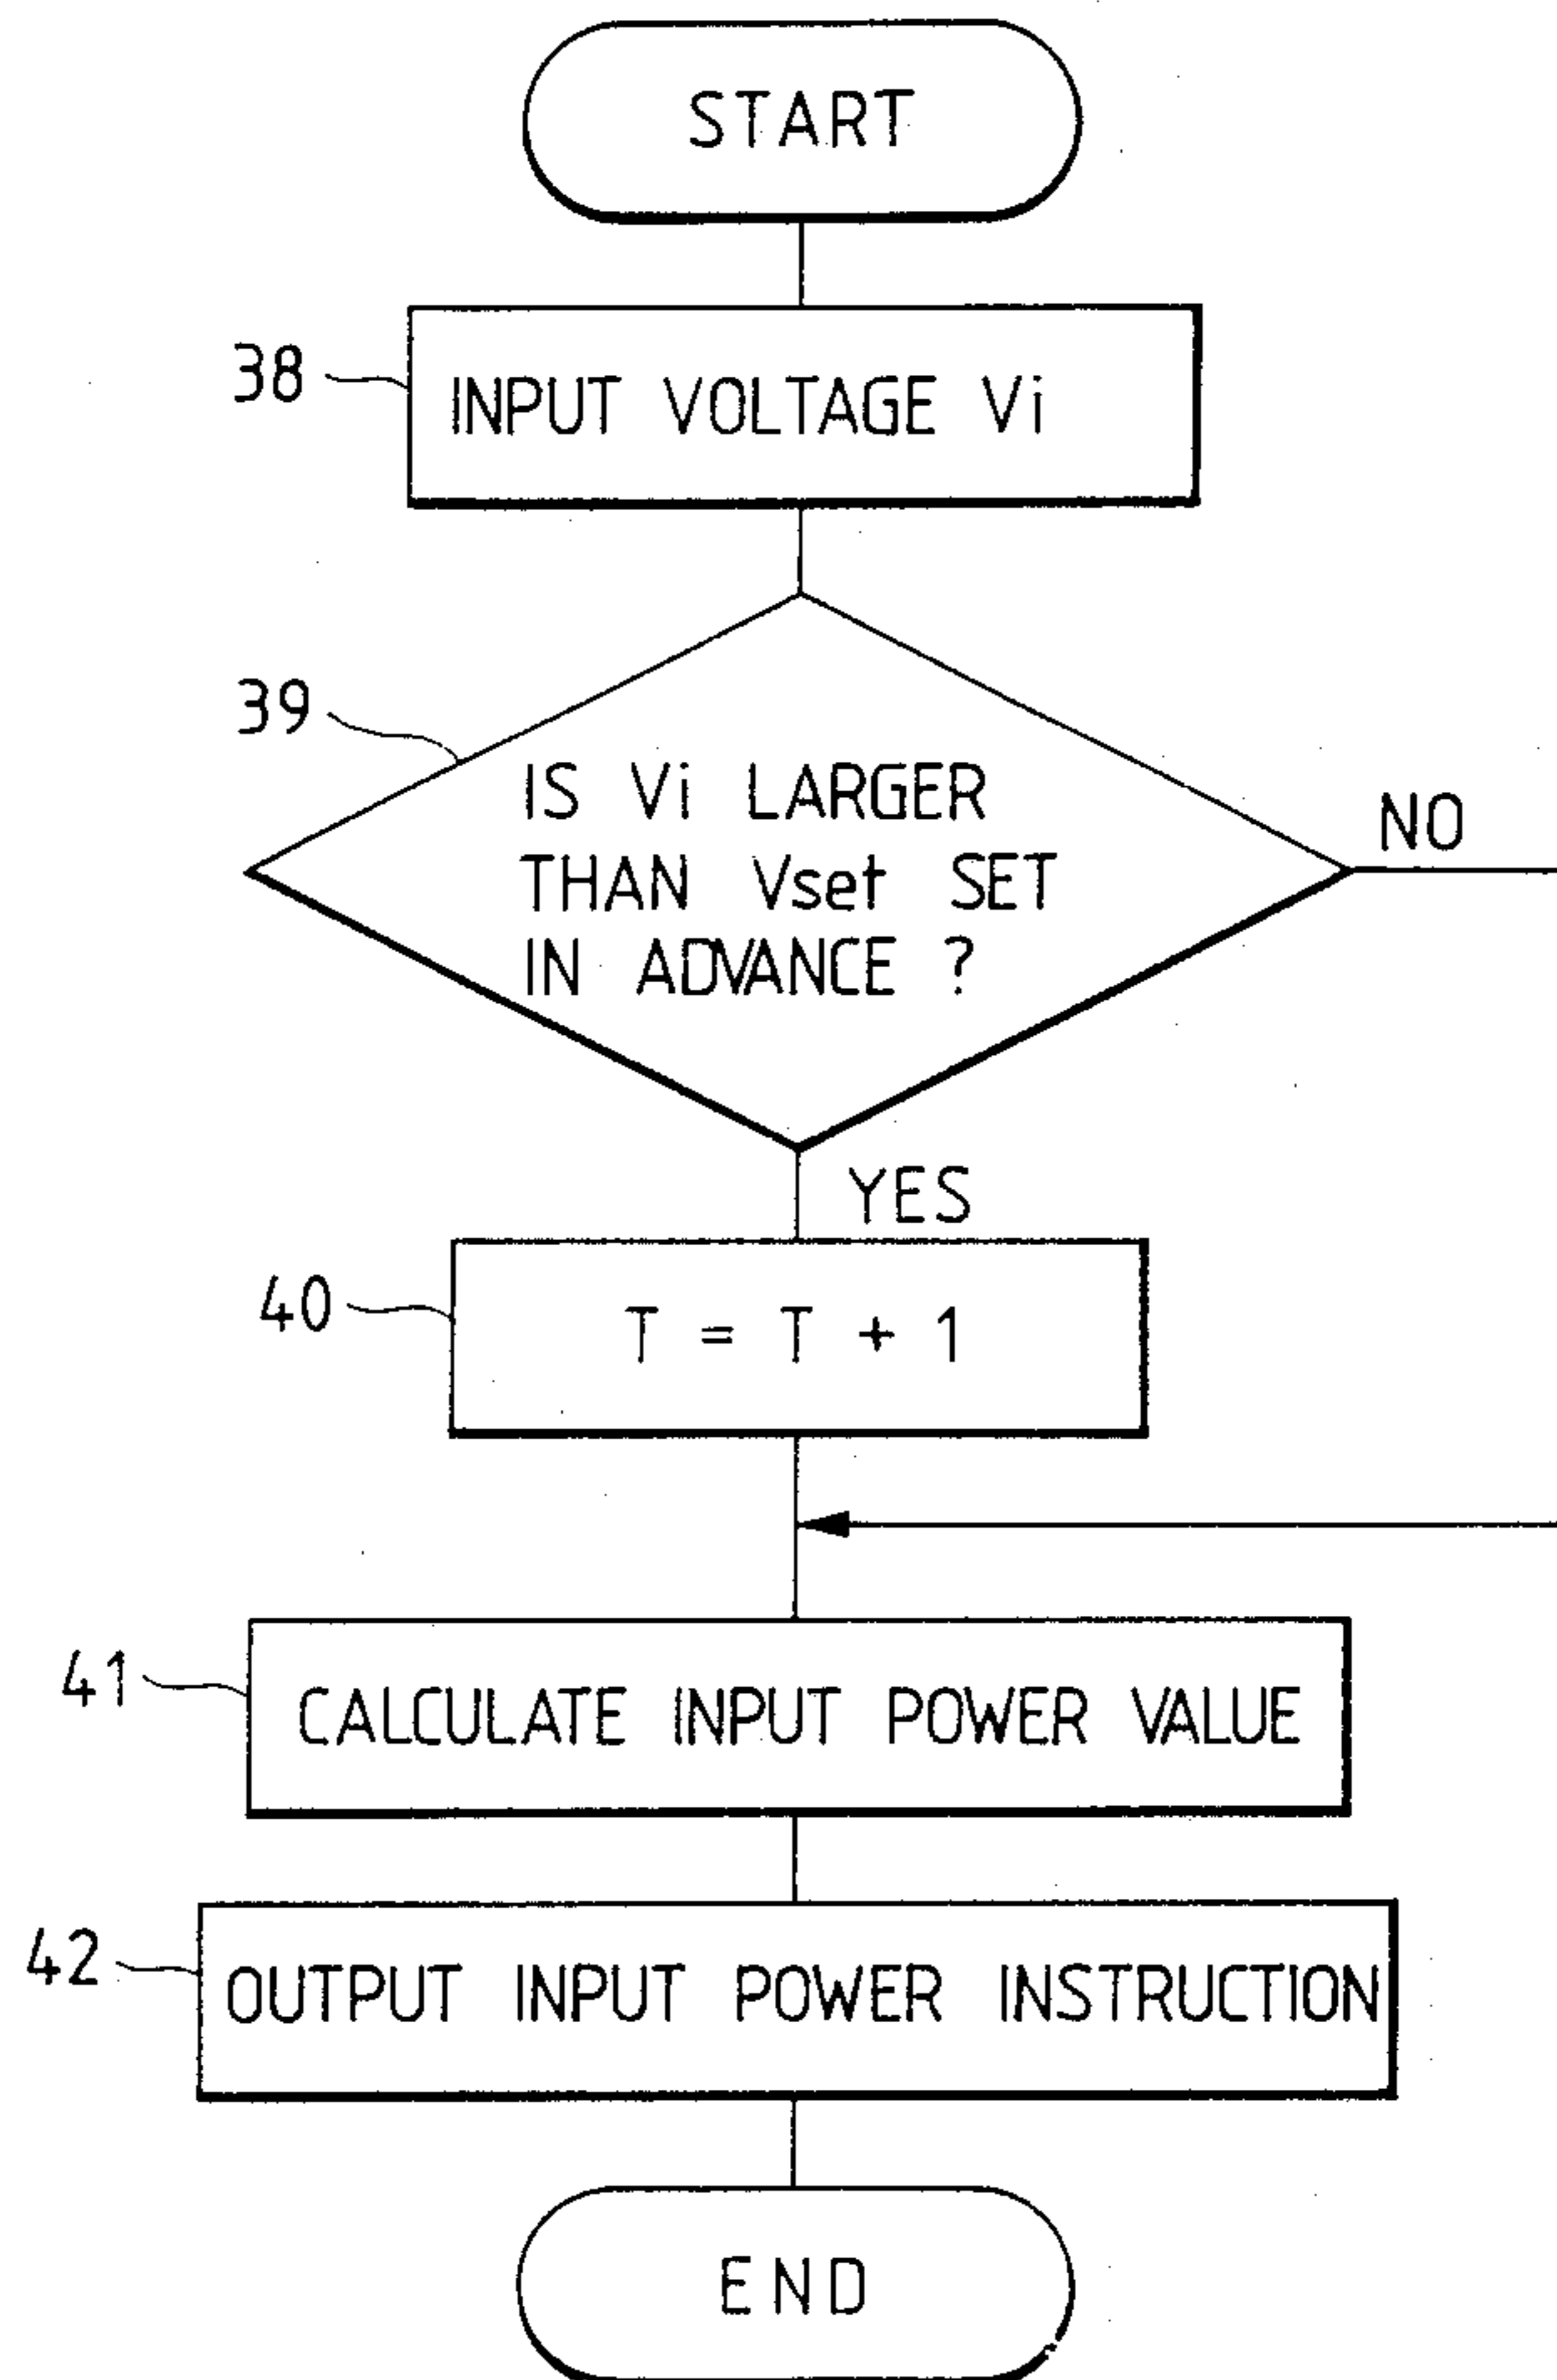 START
38
INPUT VOLTAGE Vi
39
IS Vi LARGER
THAN Vset SET
IN ADVANCE ?
NO
YES
40
T = T + 1
41
CALCULATE INPUT POWER VALUE
42
OUTPUT INPUT POWER INSTRUCTION
END